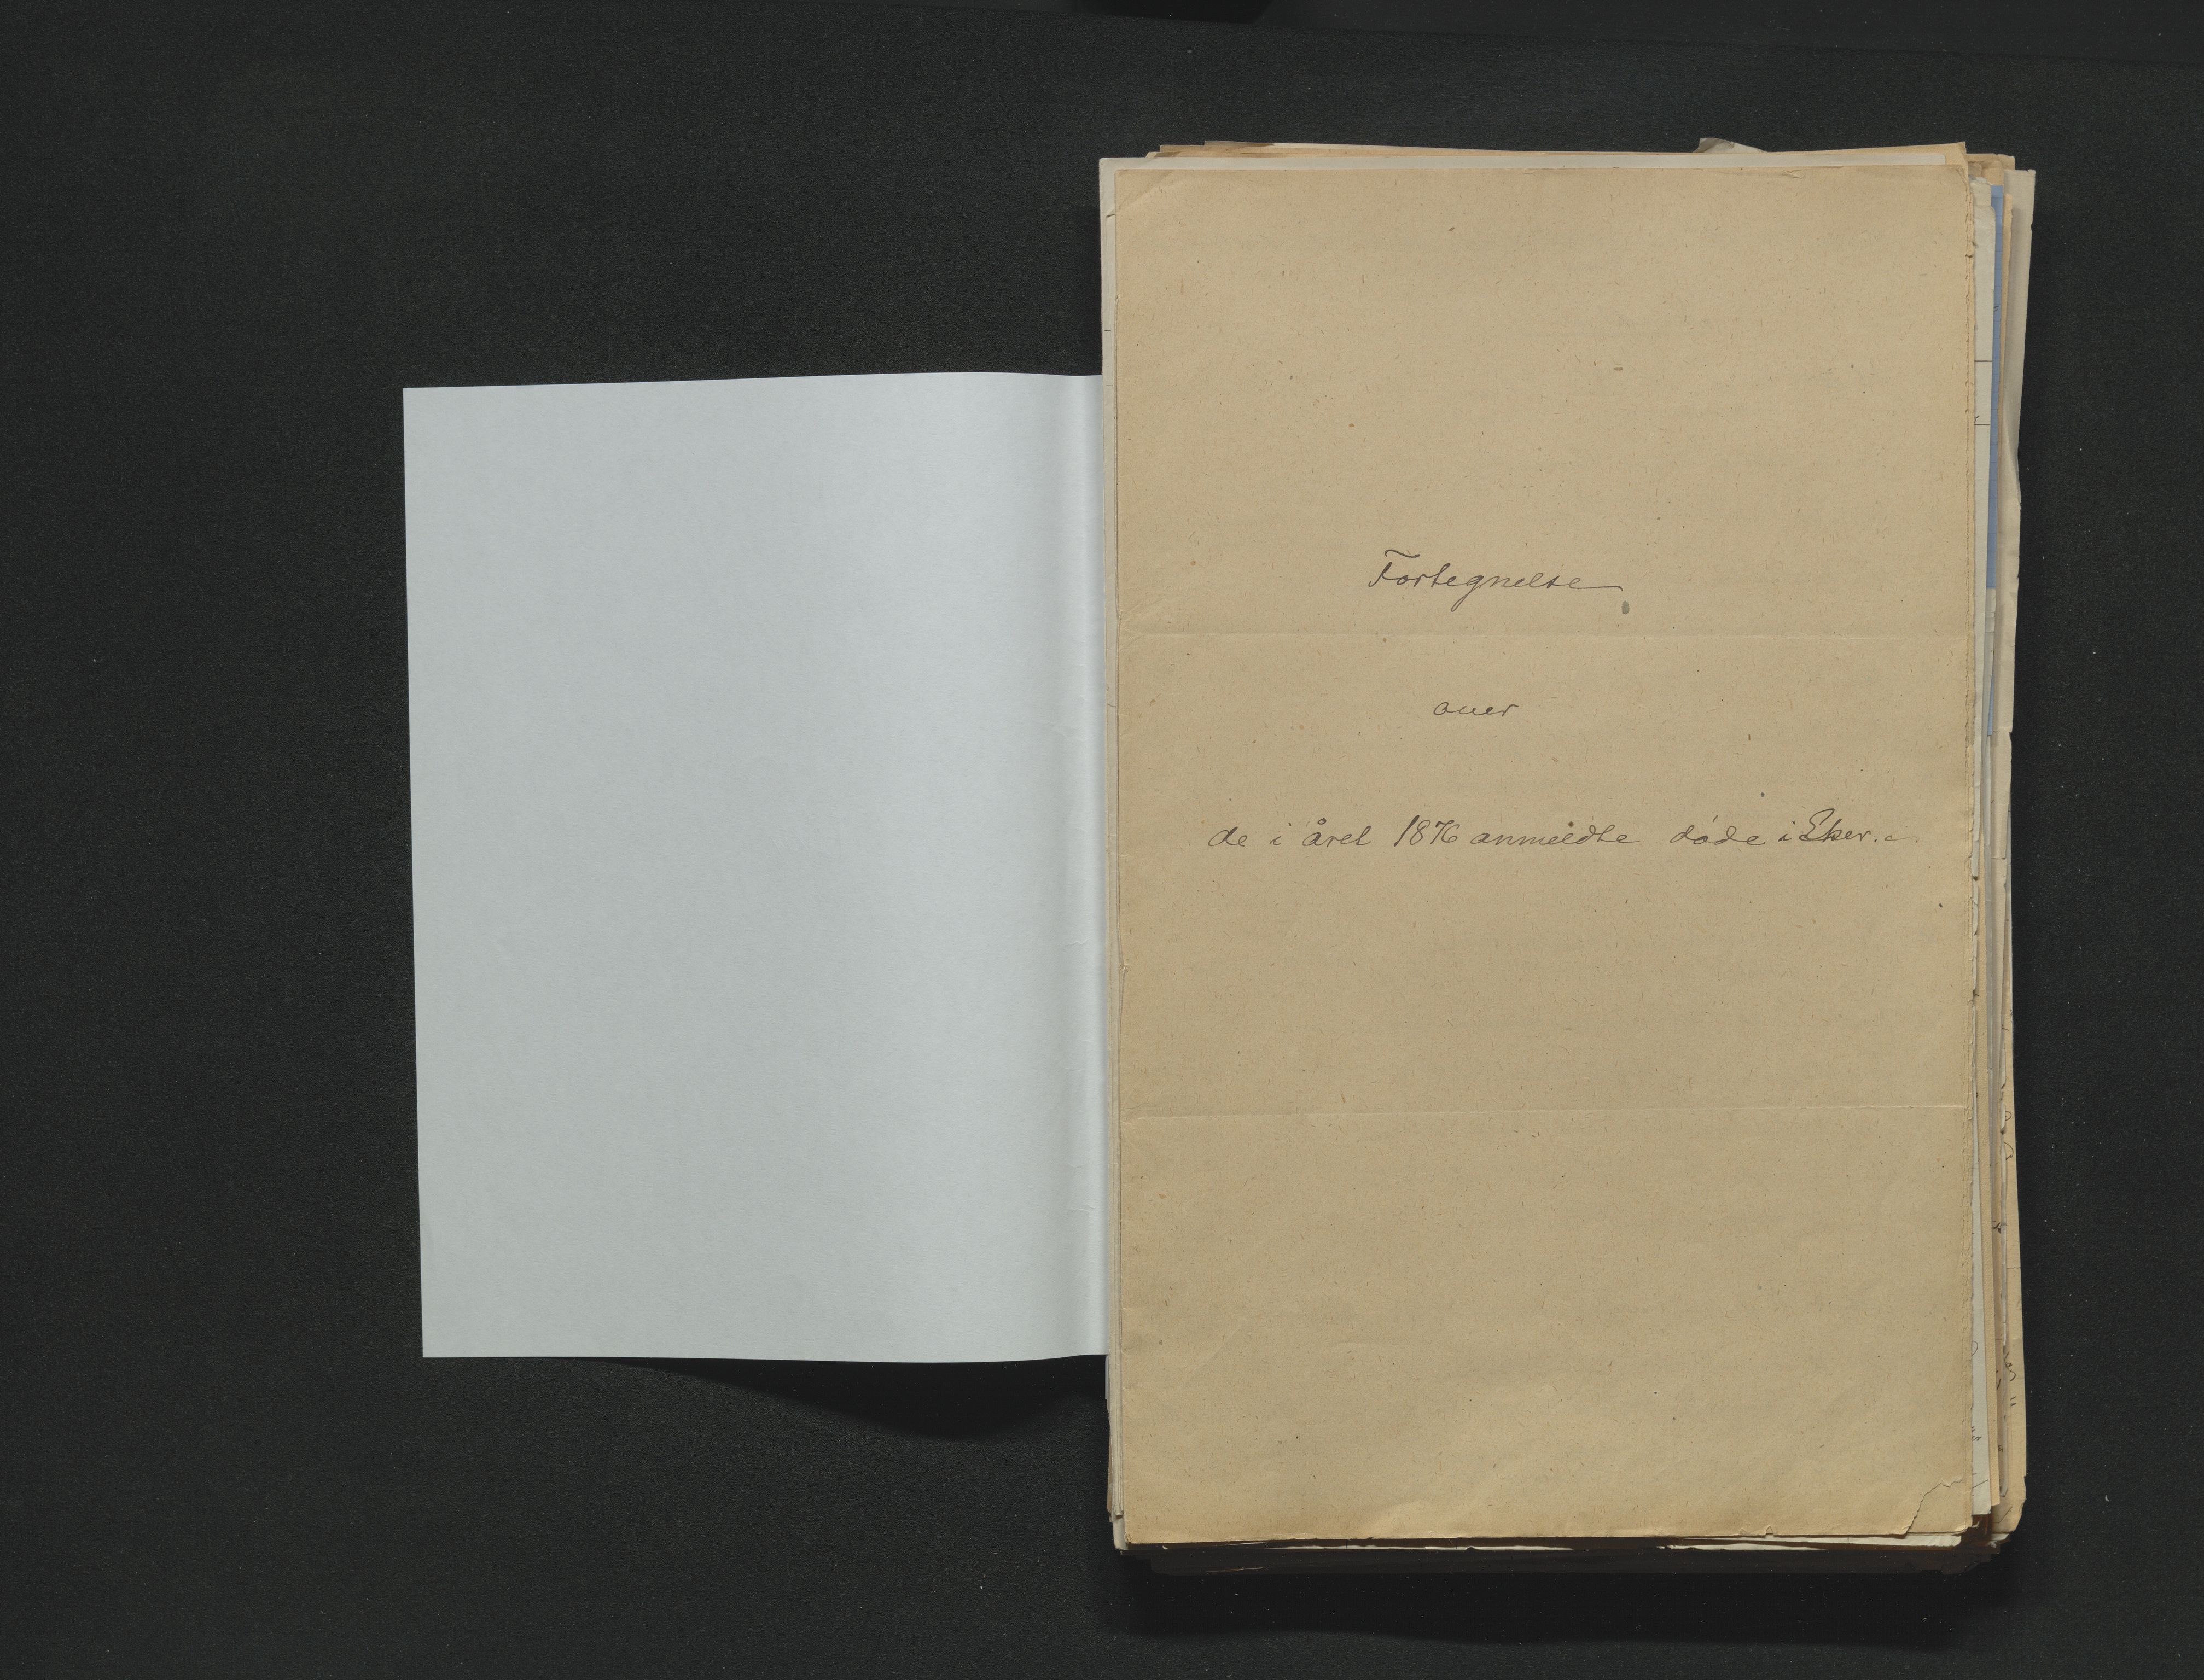 Fortegnelse
over
de i året 1876 anmeldte døde i Eker.